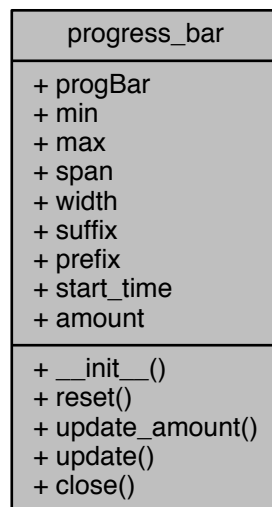 progress_bar
+ progBar
+ min
+ max
+ span
+ width
+ suffix
+ prefix
+ start_time
+ amount
+ __init__()
+ reset()
+ update_amount()
+ update()
+ close()